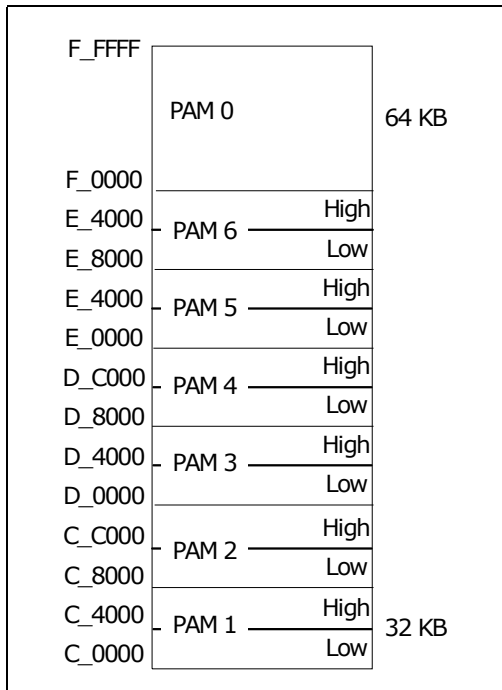 F_FFFF
PAM 0
64 KB
F_0000
High
E_4000
PAM 6
Low
E_8000
High
E_4000
PAM 5
Low
E_0000
High
D_C000
PAM 4
Low
D_8000
High
D_4000
PAM 3
Low
D_0000
High
C_C000
PAM 2
Low
C_8000
High
C_4000
PAM 1
32 KB
Low
C_0000